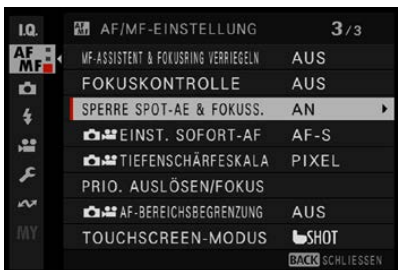 I.Q.
AF/MF-EINSTELLUNG 3/3
AF MF
MF-ASSISTENT & FOKUSRING VERRIEGELN AUS
FOKUSKONTROLLE AUS
SPERRE SPOT-AE & FOKUSS. AN
EINST. SOFORT-AF AF-S
TIEFENSCHÄRFESKALA PIXEL
PRIO. AUSLÖSEN/FOKUS
AF-BEREICHSBEGRENZUNG AUS
MY
TOUCHSCREEN-MODUS SHOT
BACK SCHLIESSEN